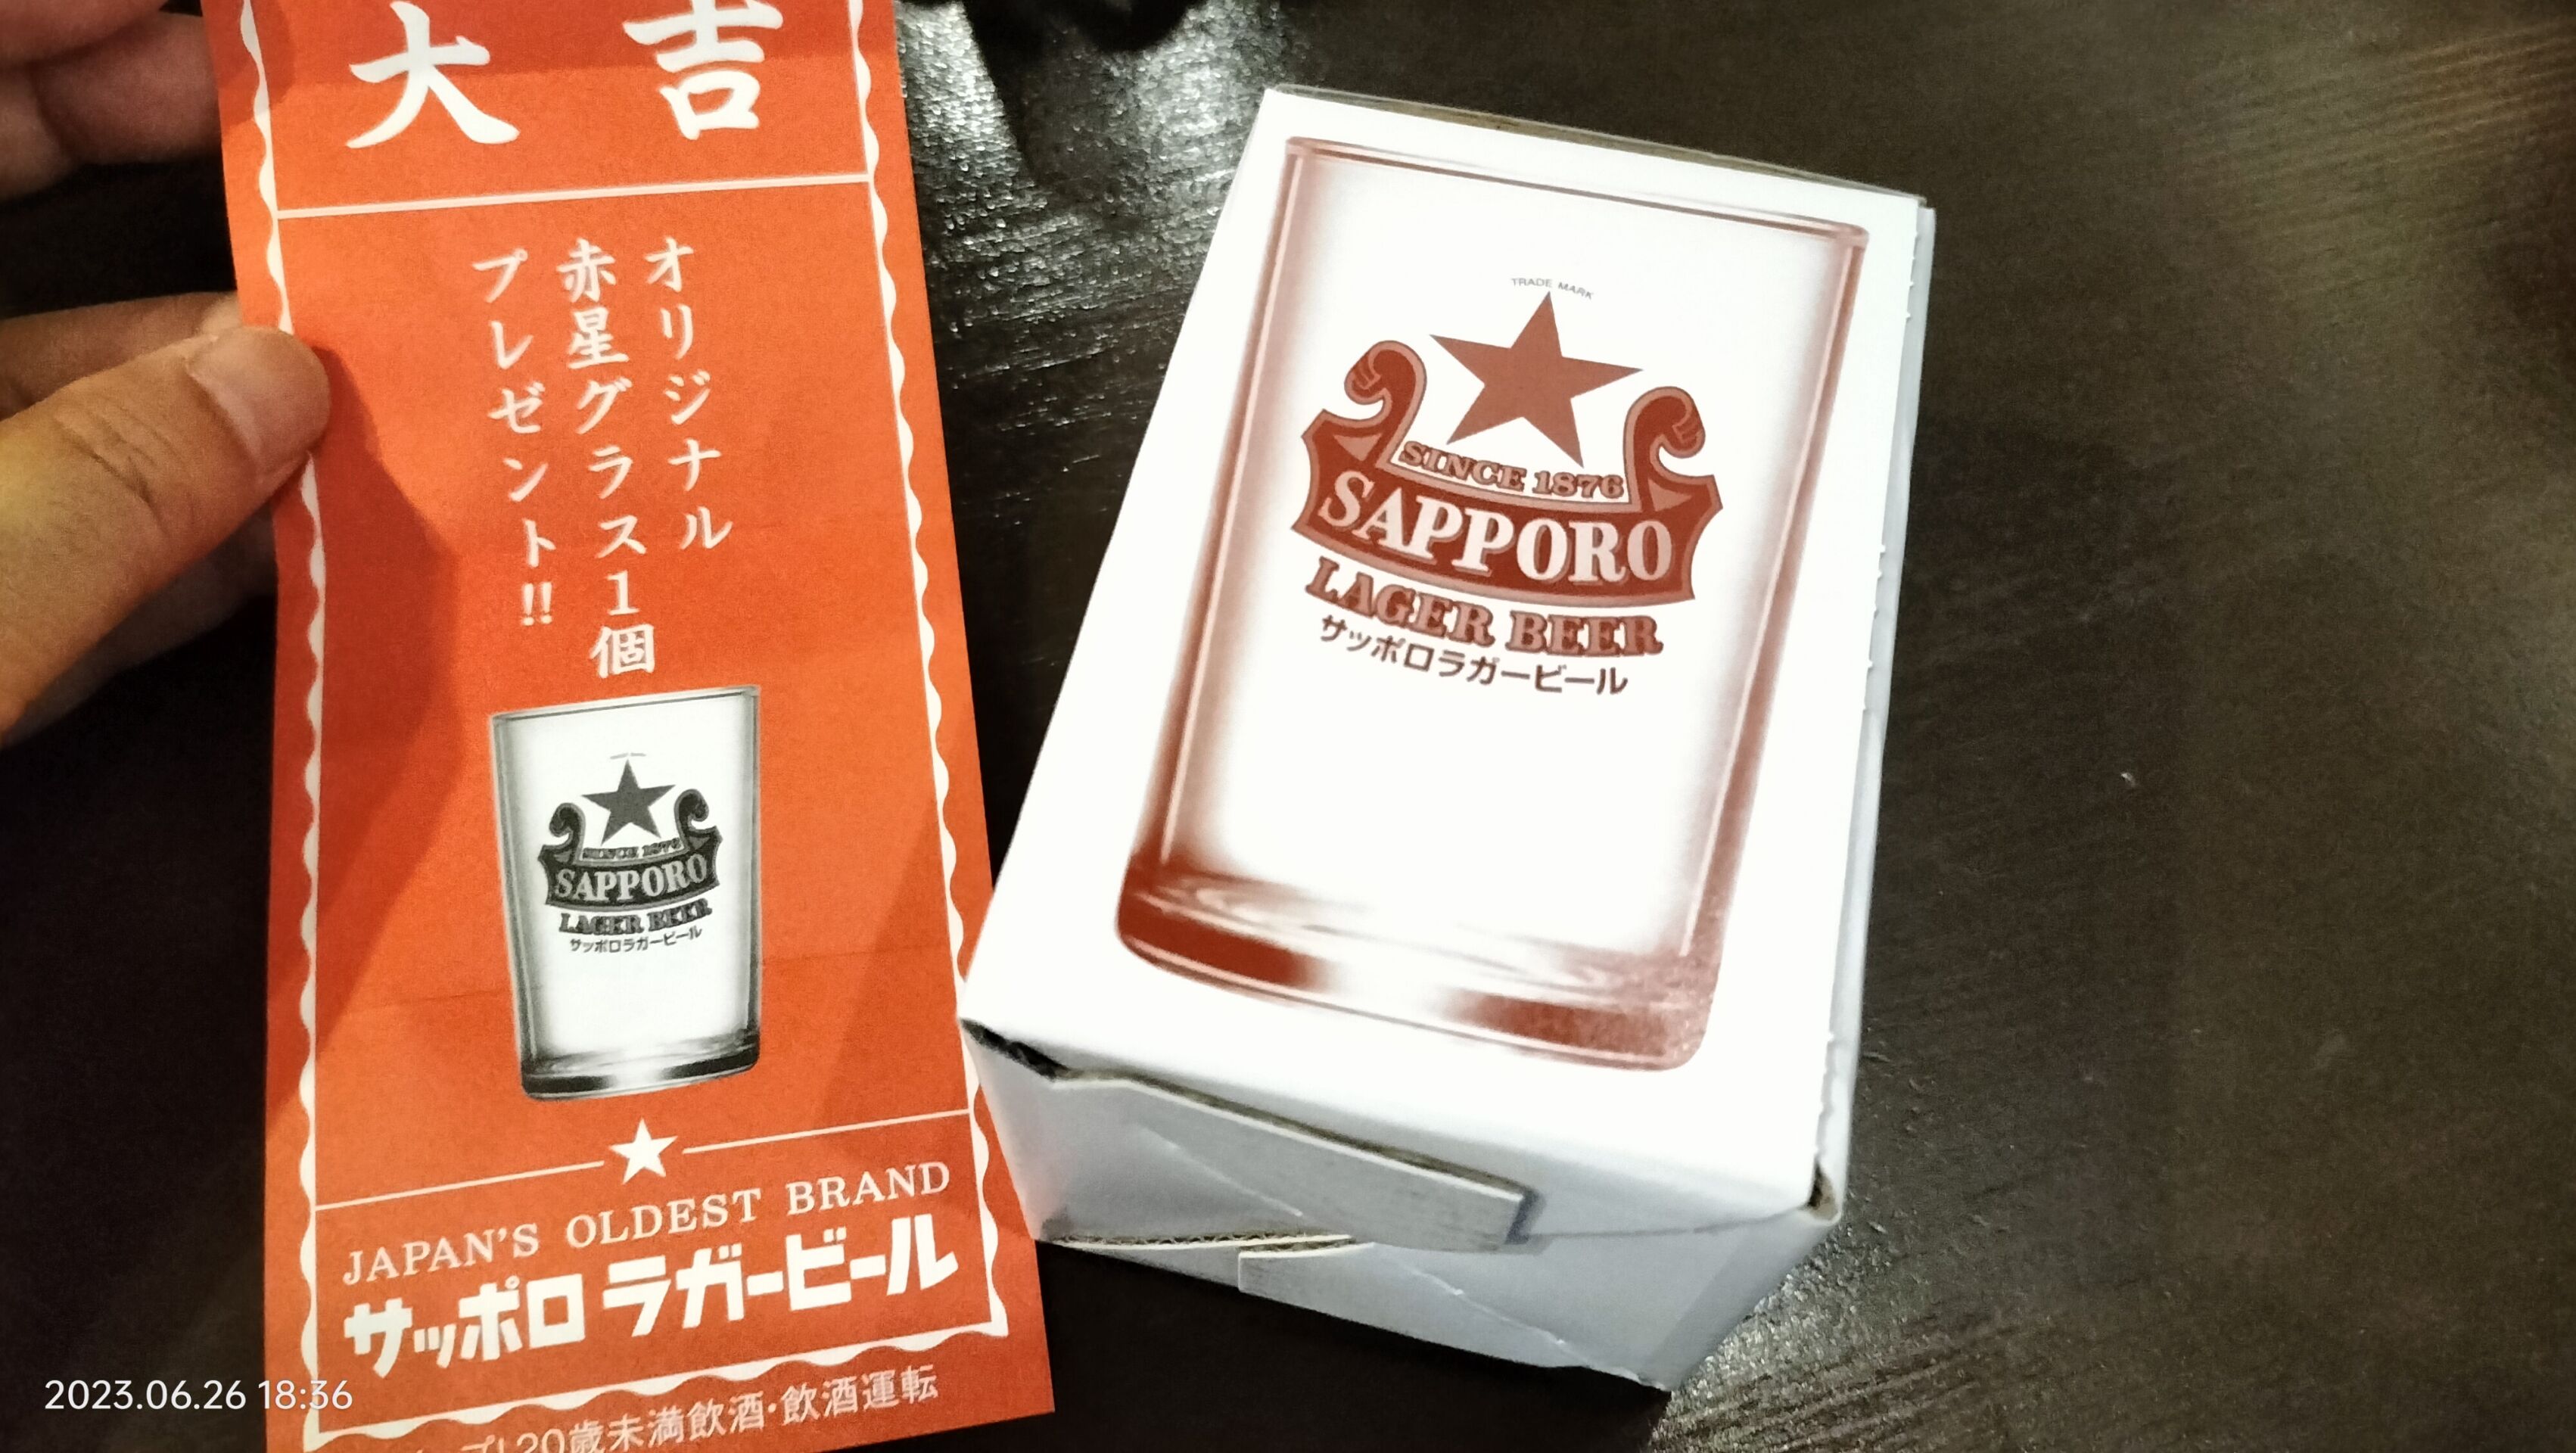 大吉
オリジナル
赤星グラス1個
プレゼント!!
SINCE 1876
SAPPORO
LAGER BEER
サッポロラガービール
JAPAN'S OLDEST BRAND
サッポロ ラガービール
プ!20歳未満飲酒・飲酒運転
TRADE MARK
SINCE 1876
SAPPORO
LAGER BEER
サッポロラガービール
2023.06.26 18:36